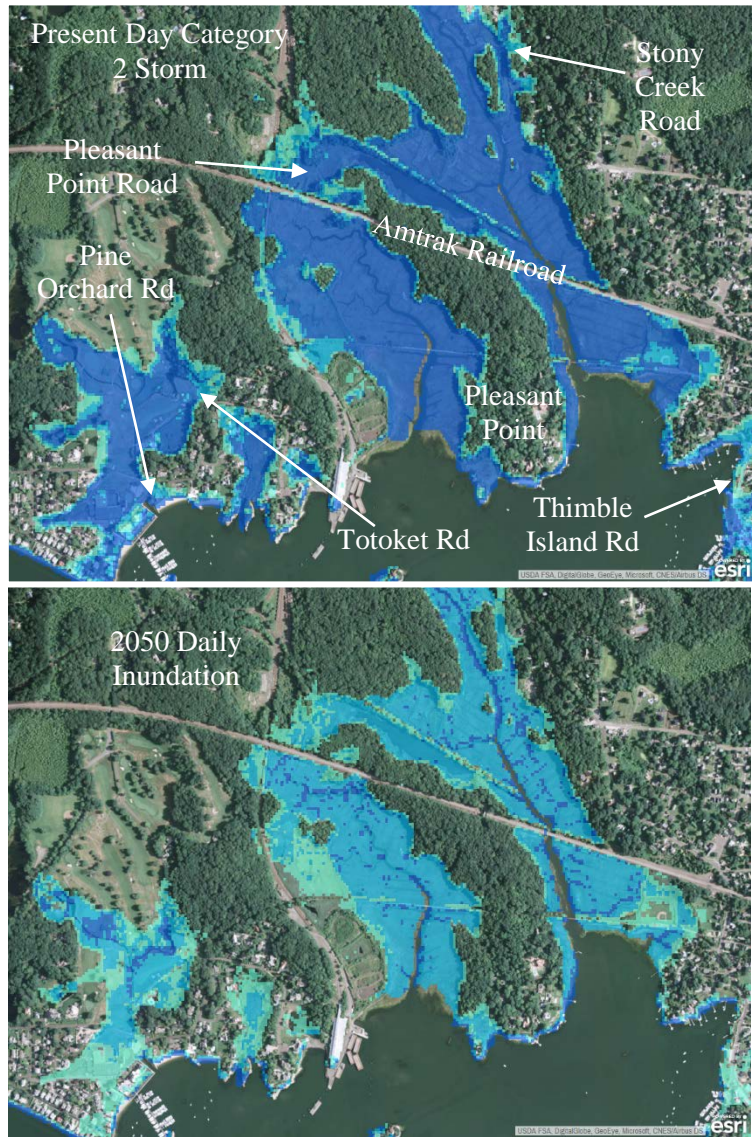 Present Day Category
2 Storm
Stony
Creek
Road
Pleasant
Point Road
Amtrak Railroad
Pine
Orchard Rd
Pleasant
Point
Totoket Rd
Thimble
Island Rd
esri
USDA FSA, DigitalGlobe, GeoEye, Microsoft, CNES/Airbus DS
2050 Daily
Inundation
esri
USDA FSA, DigitalGlobe, GeoEye, Microsoft, CNES/Airbus DS